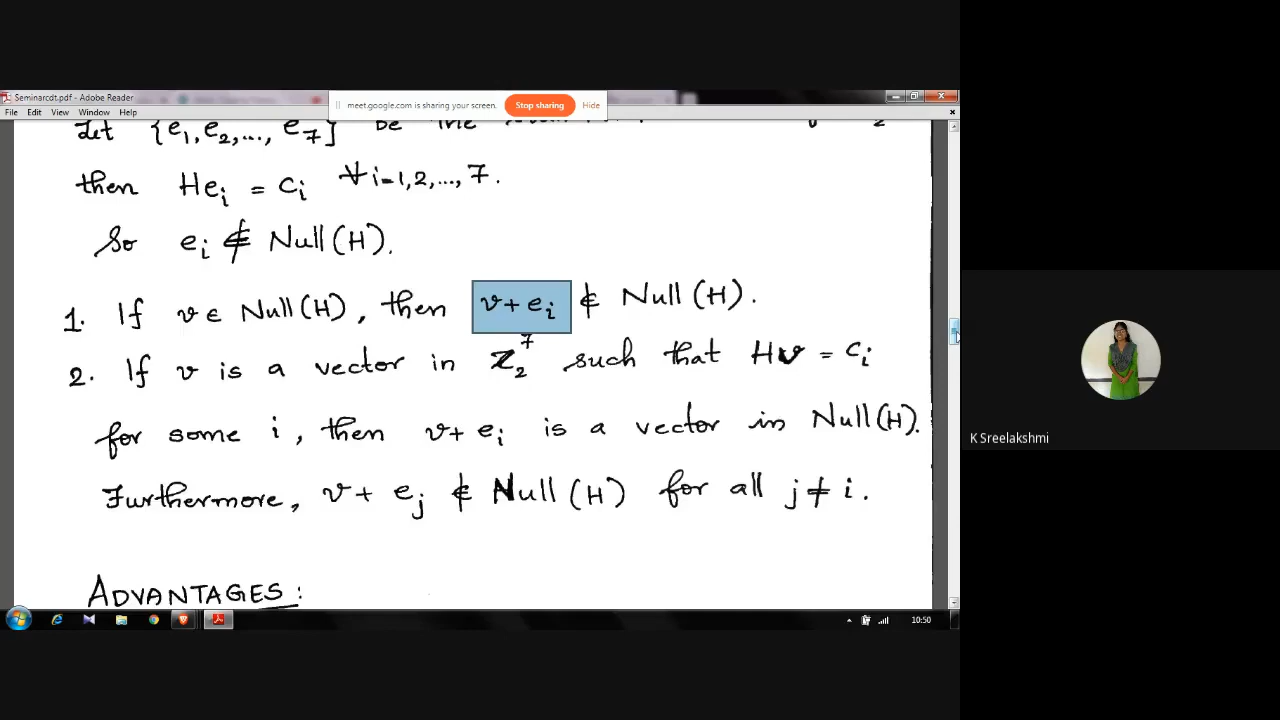 Seminarcdt.pdf - Adobe Reader
File Edit View Window Help
meet.google.com is sharing your screen. Stop sharing Hide
Let {e₁, e₂, ..., e₇} be the
then Heᵢ = cᵢ ∀ i=1,2,...,7.
So eᵢ ∉ Null(H).
1. If v ∈ Null(H), then v+eᵢ ∉ Null(H).
2. If v is a vector in ℤ₂⁷ such that Hv = cᵢ
for some i, then v+eᵢ is a vector in Null(H).
Furthermore, v+eⱼ ∉ Null(H) for all j≠i.
ADVANTAGES:
K Sreelakshmi
10:50